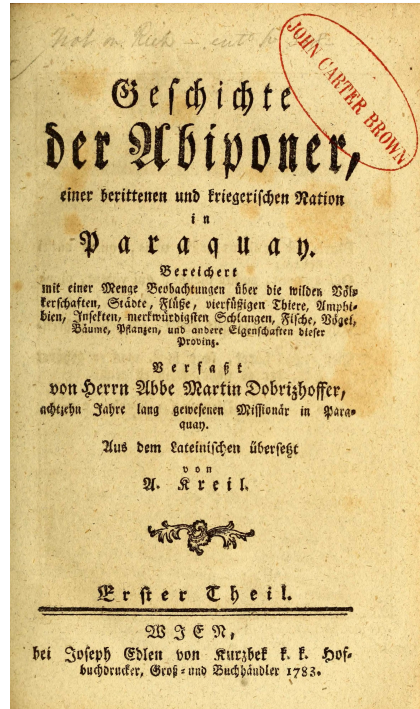 JOHN CARTER BROWN
Geschichte
der Abiponer,
einer berittenen und kriegerischen Nation
in
Paraquay.
Bereichert
mit einer Menge Beobachtungen über die wilden Völ-
kerschaften, Städte, Flüße, vierfüßigen Thiere, Amphi-
bien, Insekten, merkwürdigsten Schlangen, Fische, Vögel,
Bäume, Pflanzen, und andere Eigenschaften dieser
Provinz.
Verfaßt
von Herrn Abbe Martin Dobrizhoffer,
achtzehn Jahre lang gewesenen Missionär in Para-
quay.
Aus dem Lateinischen übersetzt
von
A. Kreil.
Erster Theil.
WIEN,
bei Joseph Edlen von Kurzbek k. k. Hof-
buchdrucker, Groß- und Buchhändler 1783.